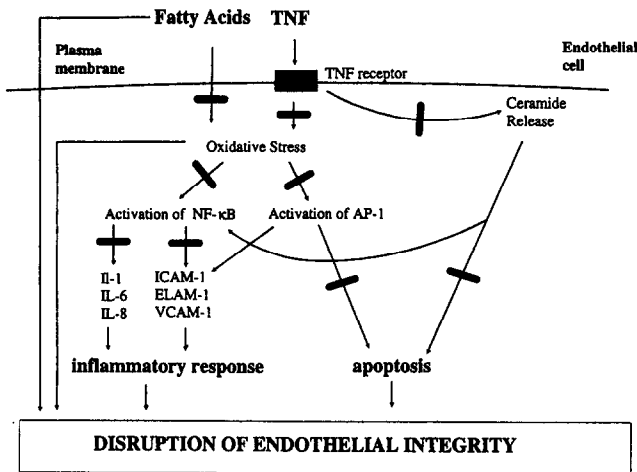 Fatty Acids TNF
Plasma
membrane
Endothelial
cell
TNF receptor
Ceramide
Release
Oxidative Stress
Activation of NF-κB
Activation of AP-1
Il-1
IL-6
IL-8
ICAM-1
ELAM-1
VCAM-1
inflammatory response
apoptosis
DISRUPTION OF ENDOTHELIAL INTEGRITY